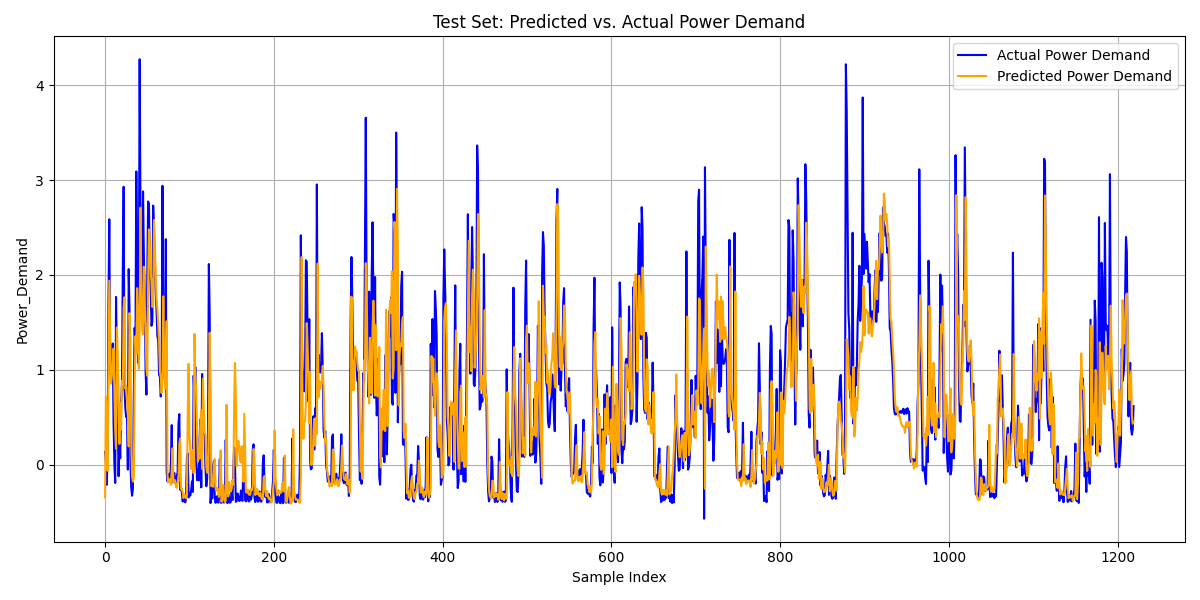 Test Set: Predicted vs. Actual Power Demand
Actual Power Demand
Predicted Power Demand
Power_Demand
4
3
2
1
0
0 200 400 600 800 1000 1200
Sample Index